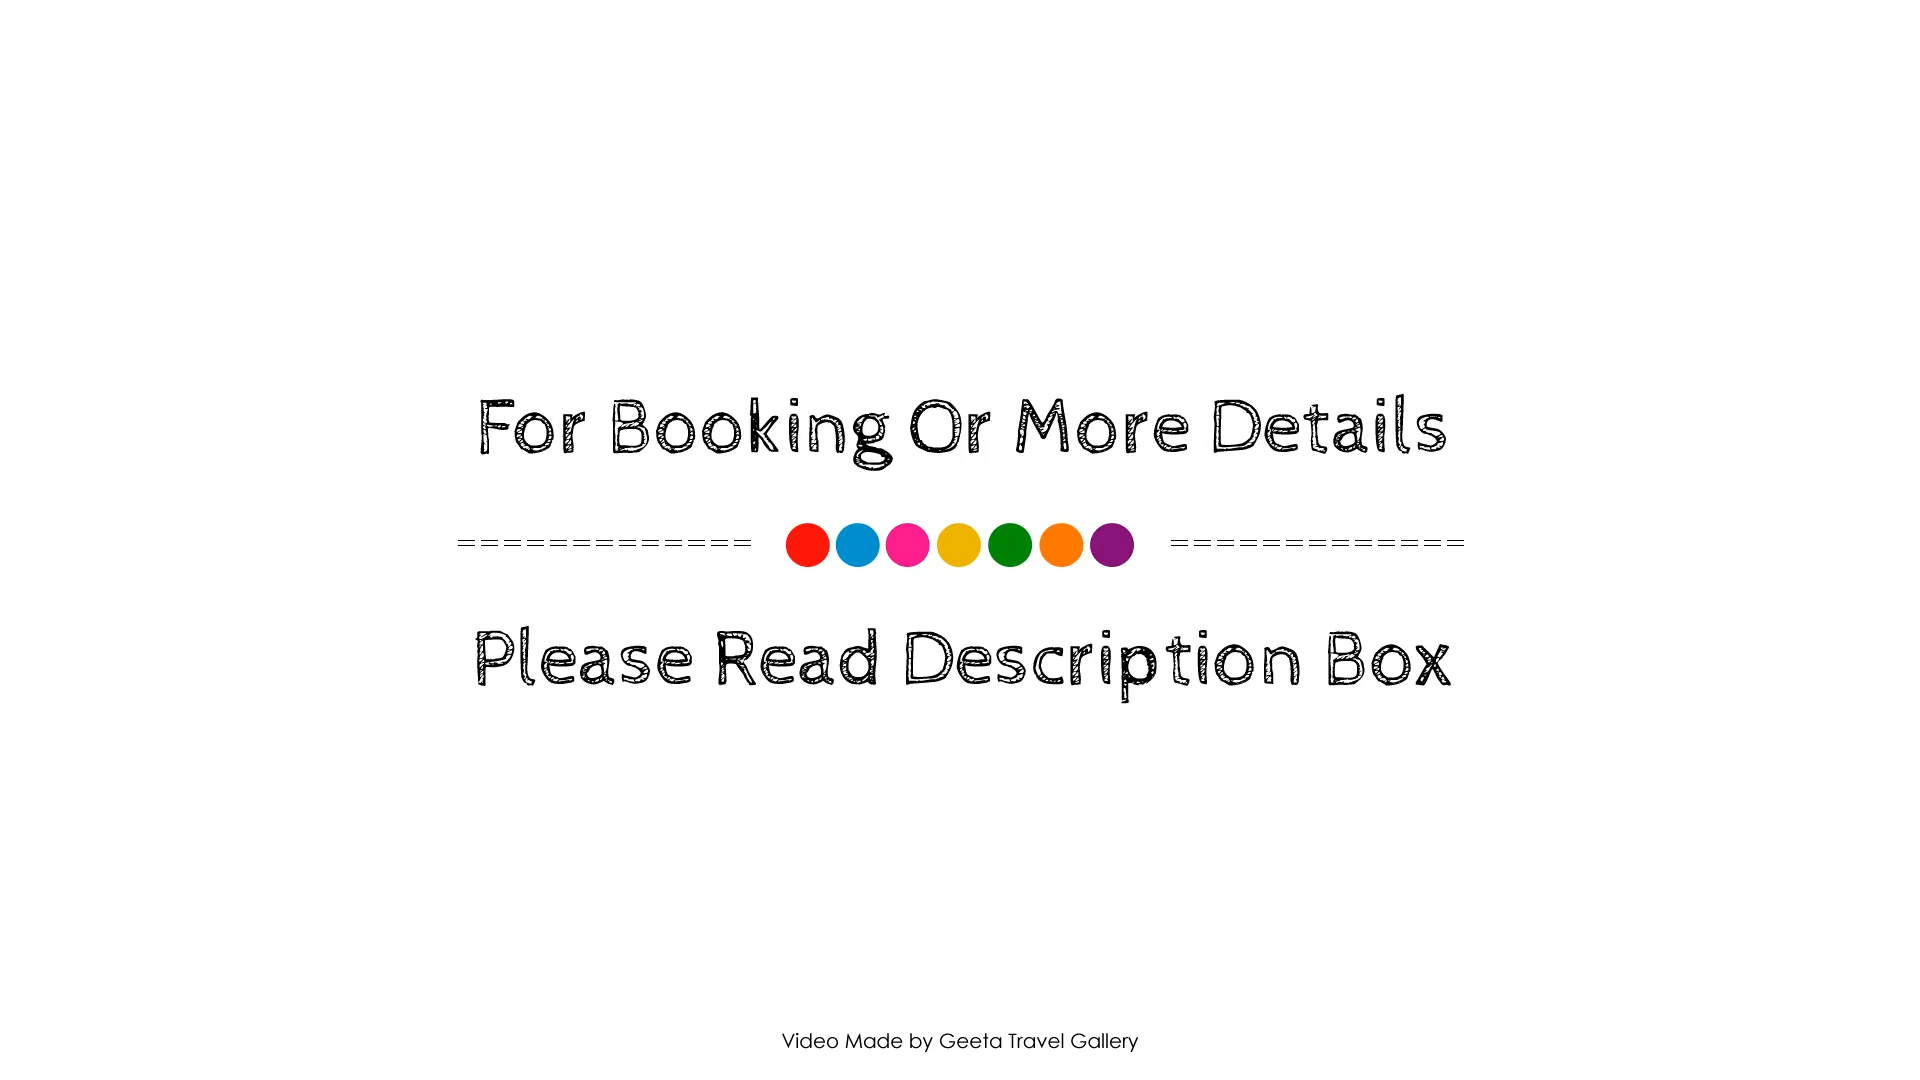 For Booking Or More Details
============= =============
Please Read Description Box
Video Made by Geeta Travel Gallery